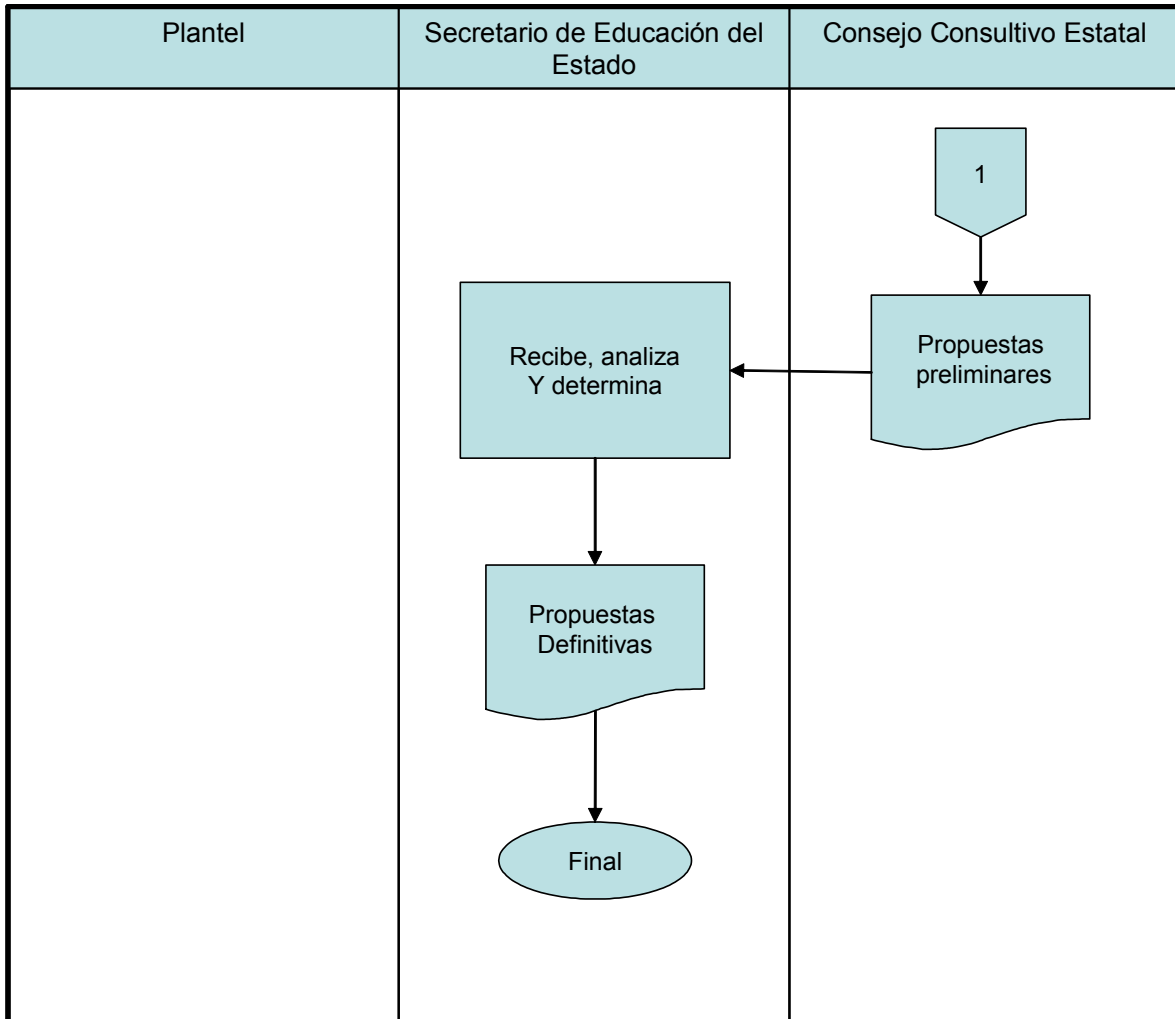 Plantel
Secretario de Educación del
Estado
Consejo Consultivo Estatal
1
Propuestas
preliminares
Recibe, analiza
Y determina
Propuestas
Definitivas
Final